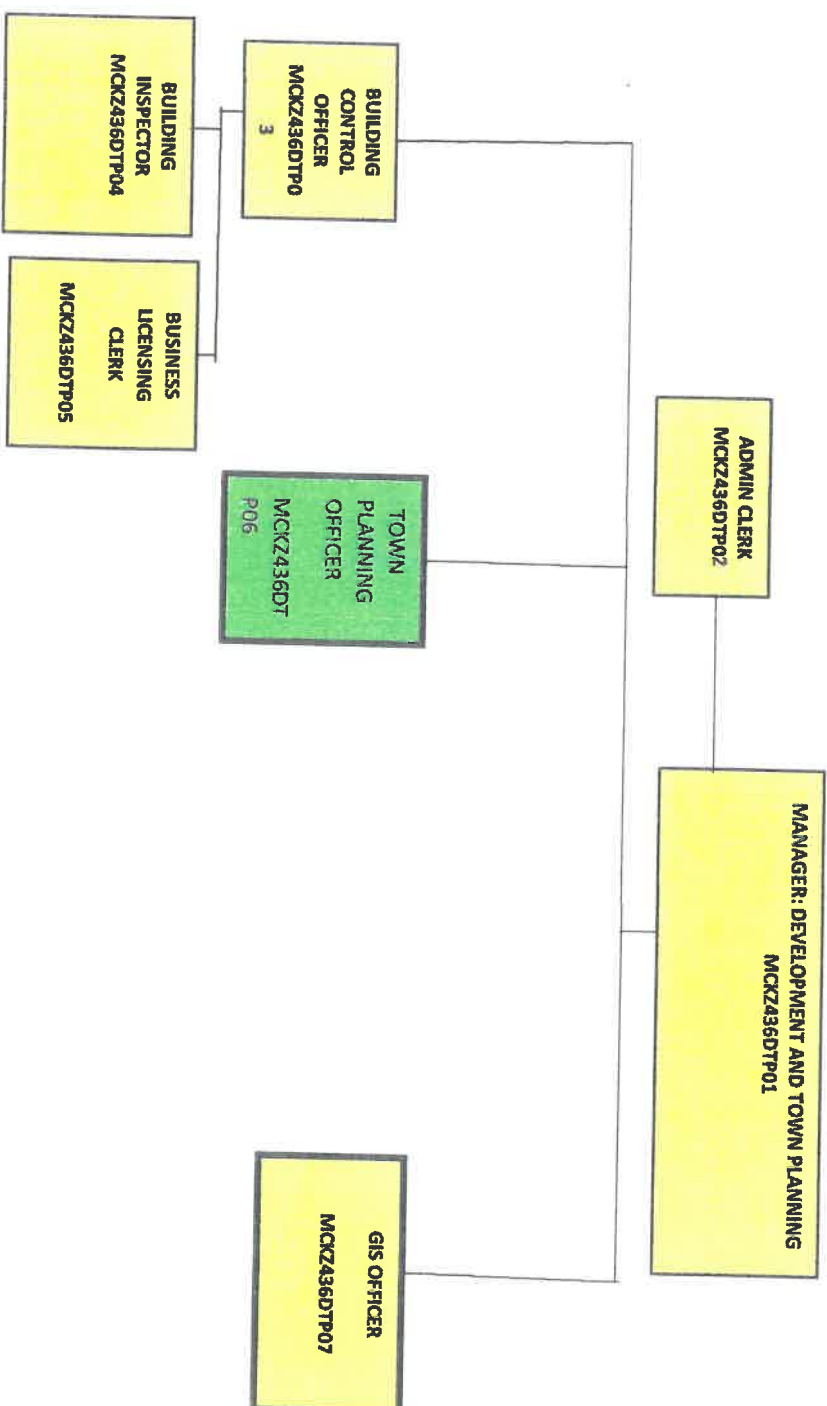 MANAGER: DEVELOPMENT AND TOWN PLANNING
MCKZ436DTP01
ADMIN CLERK
MCKZ436DTP02
BUILDING
CONTROL
OFFICER
MCKZ436DTP0
3
TOWN
PLANNING
OFFICER
MCKZ436DT
P06
GIS OFFICER
MCKZ436DTP07
BUILDING
INSPECTOR
MCKZ436DTP04
BUSINESS
LICENSING
CLERK
MCKZ436DTP05